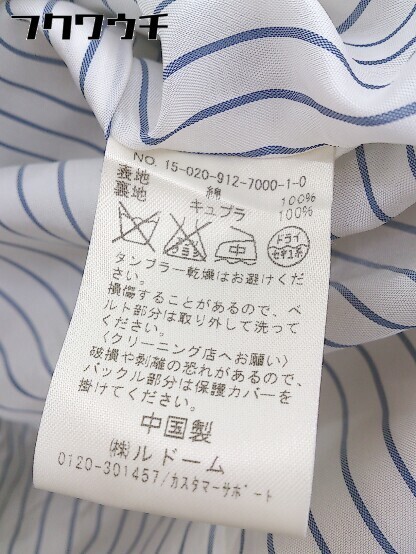 フクワウチ
NO. 15-020-912-7000-1-0
表地 綿 100%
裏地 キュプラ 100%
中
ドライ
セキユ系
タンブラー乾燥はお避けくだ
さい。
損傷することがあるので、ベ
ルト部分は取り外して洗って
ください。
〈クリーニング店へお願い〉
破損や剥離の恐れがあるので、
バックル部分は保護カバーを
掛けてください。
中国製
㈱ルドーム
0120-301457/カスタマーサポート